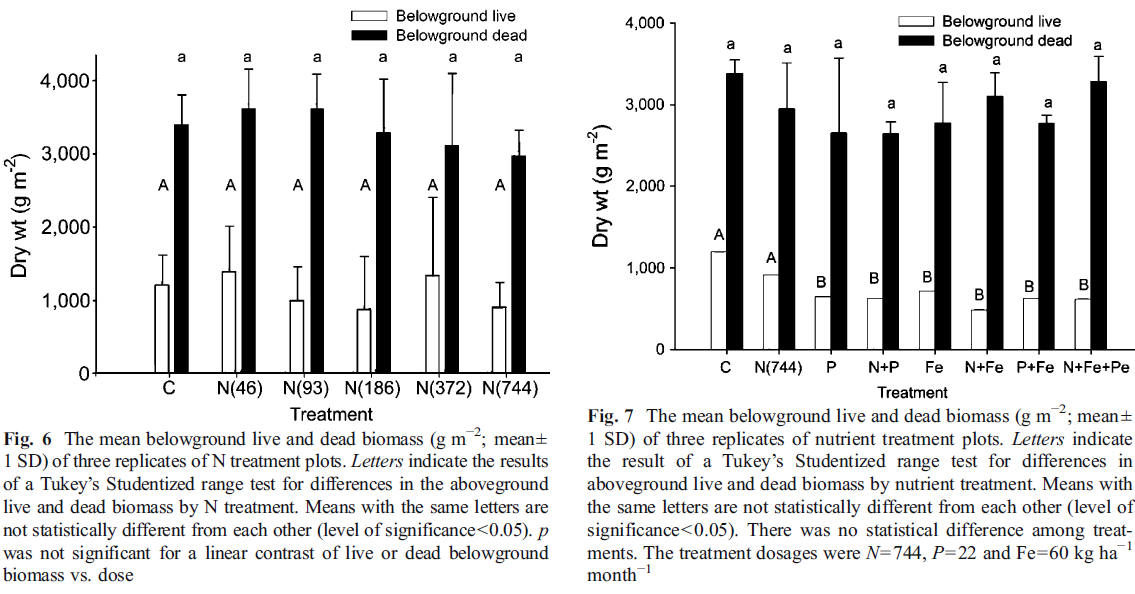 Belowground live
Belowground dead
a a a a a a
4,000
3,000
2,000
1,000
0
Dry wt (g m⁻²)
A A A A A A
C N(46) N(93) N(186) N(372) N(744)
Treatment
Fig. 6 The mean belowground live and dead biomass (g m⁻²; mean±
1 SD) of three replicates of N treatment plots. Letters indicate the results
of a Tukey's Studentized range test for differences in the aboveground
live and dead biomass by N treatment. Means with the same letters are
not statistically different from each other (level of significance<0.05). p
was not significant for a linear contrast of live or dead belowground
biomass vs. dose
Belowground live
Belowground dead
4,000
3,000
2,000
1,000
0
Dry wt (g m⁻²)
a a a a a a a a
A A B B B B B B
C N(744) P N+P Fe N+Fe P+Fe N+Fe+Pe
Treatment
Fig. 7 The mean belowground live and dead biomass (g m⁻²; mean±
1 SD) of three replicates of nutrient treatment plots. Letters indicate
the result of a Tukey's Studentized range test for differences in
aboveground live and dead biomass by nutrient treatment. Means with
the same letters are not statistically different from each other (level of
significance<0.05). There was no statistical difference among treat-
ments. The treatment dosages were N=744, P=22 and Fe=60 kg ha⁻¹
month⁻¹